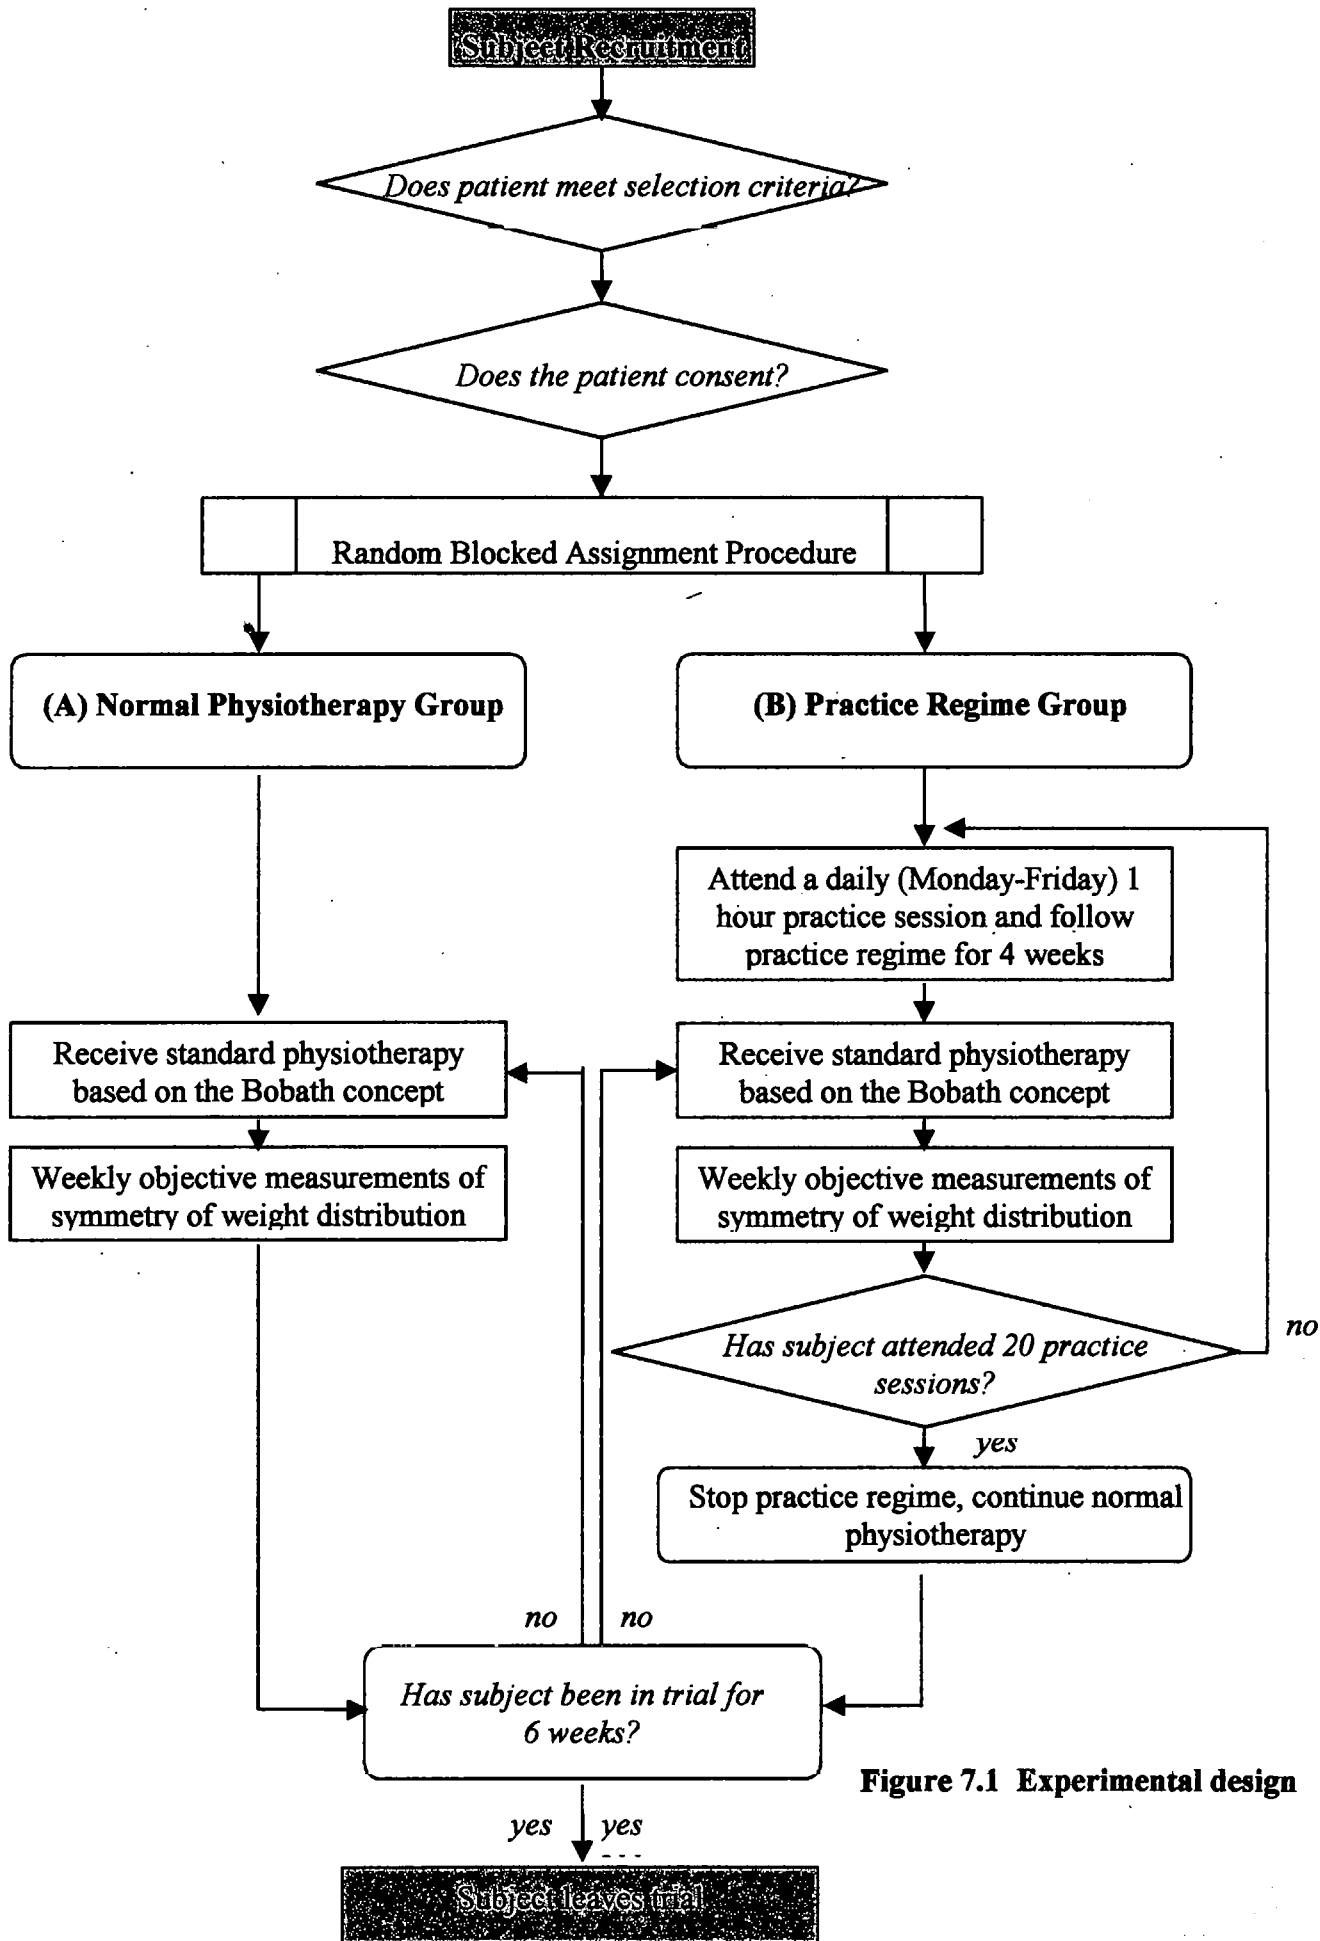 Subject Recruitment
Does patient meet selection criteria?
Does the patient consent?
Random Blocked Assignment Procedure
(A) Normal Physiotherapy Group
(B) Practice Regime Group
Attend a daily (Monday-Friday) 1
hour practice session and follow
practice regime for 4 weeks
Receive standard physiotherapy
based on the Bobath concept
Receive standard physiotherapy
based on the Bobath concept
Weekly objective measurements of
symmetry of weight distribution
Weekly objective measurements of
symmetry of weight distribution
Has subject attended 20 practice
sessions?
no
yes
Stop practice regime, continue normal
physiotherapy
no
no
Has subject been in trial for
6 weeks?
Figure 7.1 Experimental design
yes
yes
Subject leaves trial